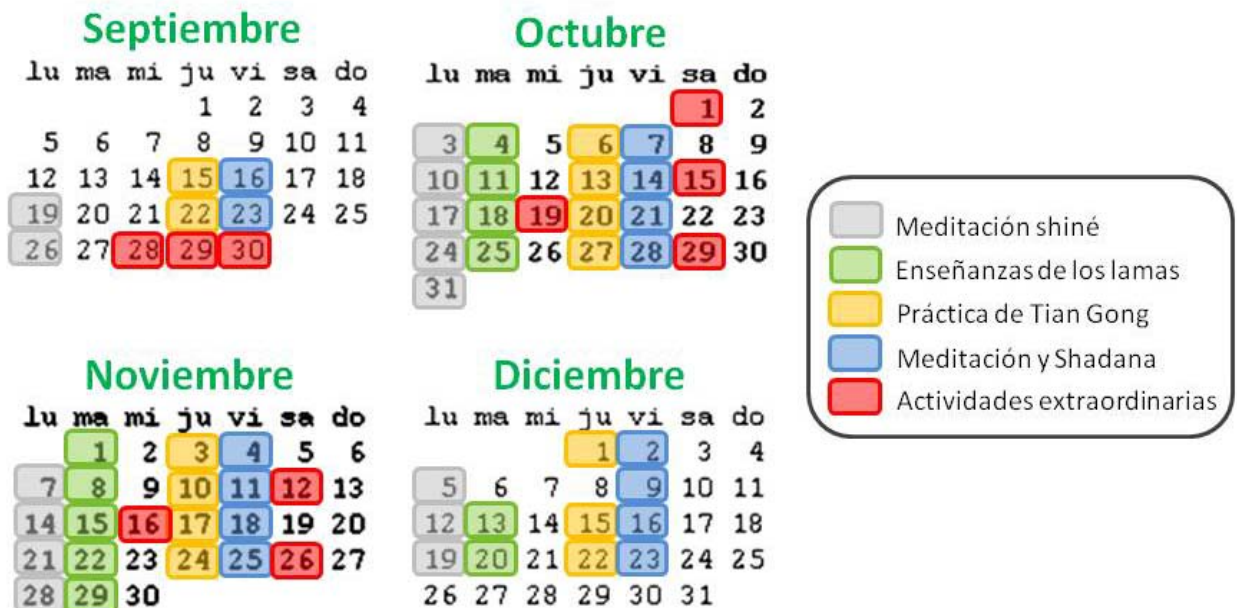 Septiembre
lu ma mi ju vi sa do
1 2 3 4
5 6 7 8 9 10 11
12 13 14 15 16 17 18
19 20 21 22 23 24 25
26 27 28 29 30
Octubre
lu ma mi ju vi sa do
1 2
3 4 5 6 7 8 9
10 11 12 13 14 15 16
17 18 19 20 21 22 23
24 25 26 27 28 29 30
31
Meditación shiné
Enseñanzas de los lamas
Práctica de Tian Gong
Meditación y Shadana
Actividades extraordinarias
Noviembre
lu ma mi ju vi sa do
1 2 3 4 5 6
7 8 9 10 11 12 13
14 15 16 17 18 19 20
21 22 23 24 25 26 27
28 29 30
Diciembre
lu ma mi ju vi sa do
1 2 3 4
5 6 7 8 9 10 11
12 13 14 15 16 17 18
19 20 21 22 23 24 25
26 27 28 29 30 31